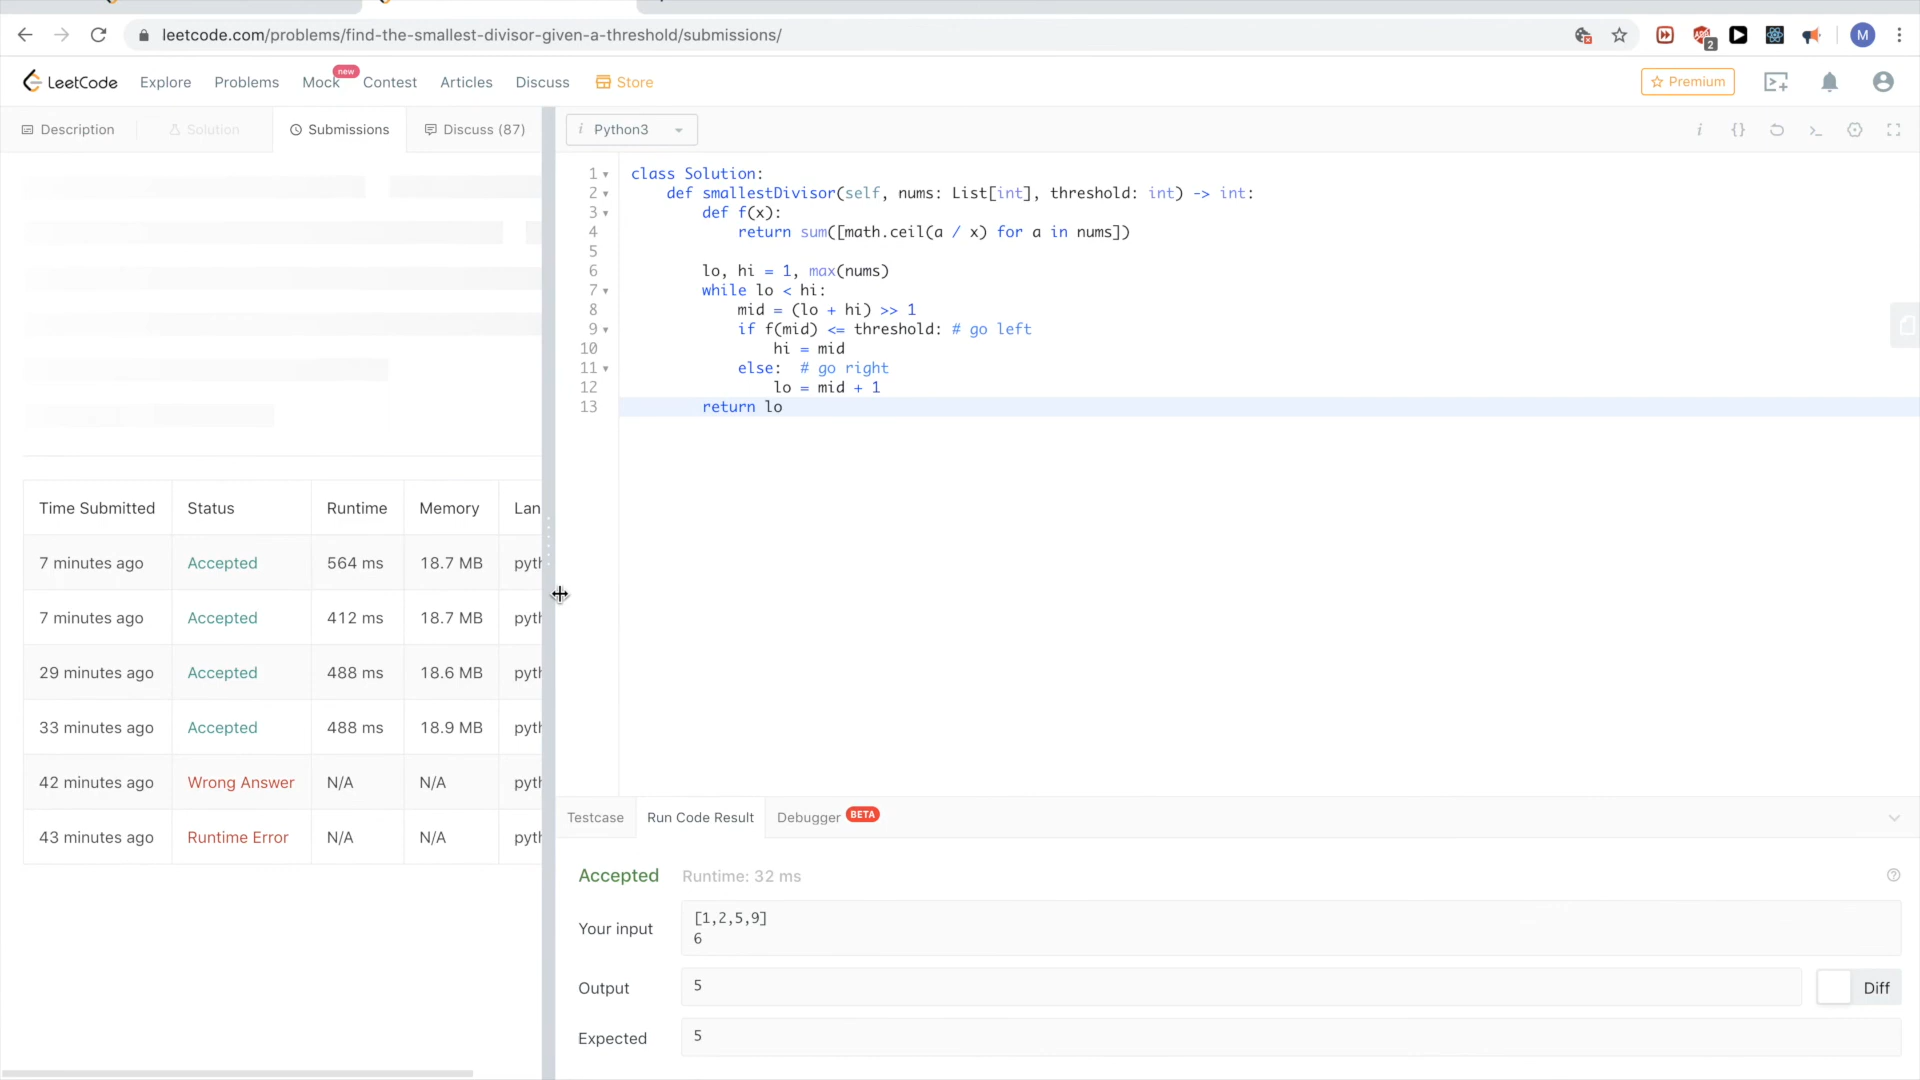 leetcode.com/problems/find-the-smallest-divisor-given-a-threshold/submissions/
2
M
LeetCode
Explore
Problems
Mock
new
Contest
Articles
Discuss
Store
Premium
Description
Solution
Submissions
Discuss (87)
i Python3
1 class Solution:
2 def smallestDivisor(self, nums: List[int], threshold: int) -> int:
3 def f(x):
4 return sum([math.ceil(a / x) for a in nums])
5
6 lo, hi = 1, max(nums)
7 while lo < hi:
8 mid = (lo + hi) >> 1
9 if f(mid) <= threshold: # go left
10 hi = mid
11 else:  # go right
12 lo = mid + 1
13 return lo
Time Submitted Status Runtime Memory Lan
7 minutes ago Accepted 564 ms 18.7 MB pyth
7 minutes ago Accepted 412 ms 18.7 MB pyth
29 minutes ago Accepted 488 ms 18.6 MB pyth
33 minutes ago Accepted 488 ms 18.9 MB pyth
42 minutes ago Wrong Answer N/A N/A pyth
43 minutes ago Runtime Error N/A N/A pyth
Testcase
Run Code Result
Debugger BETA
Accepted Runtime: 32 ms
Your input
[1,2,5,9]
6
Output
5
Diff
Expected
5